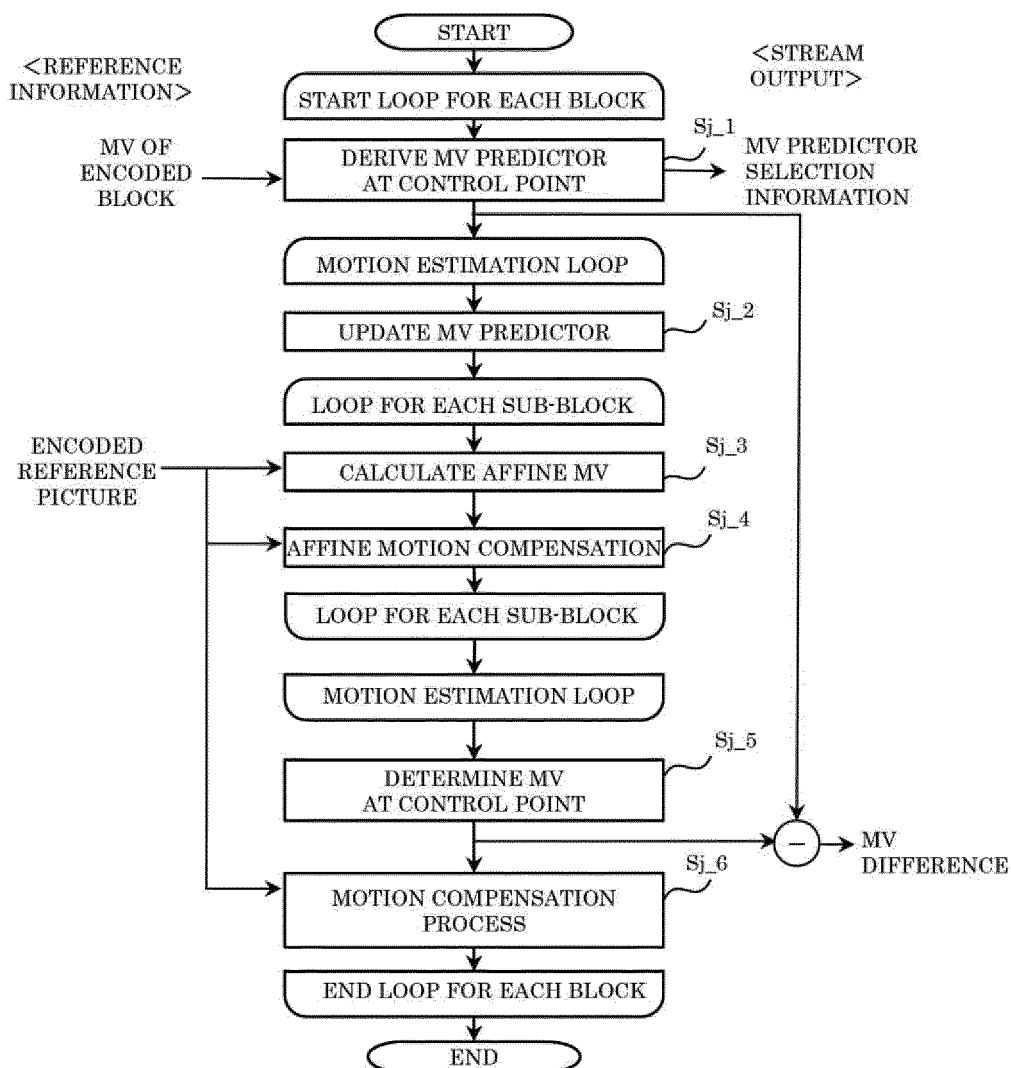 START
<REFERENCE
INFORMATION>
<STREAM
OUTPUT>
START LOOP FOR EACH BLOCK
Sj_1
MV OF
ENCODED
BLOCK
DERIVE MV PREDICTOR
AT CONTROL POINT
MV PREDICTOR
SELECTION
INFORMATION
MOTION ESTIMATION LOOP
Sj_2
UPDATE MV PREDICTOR
LOOP FOR EACH SUB-BLOCK
ENCODED
REFERENCE
PICTURE
Sj_3
CALCULATE AFFINE MV
Sj_4
AFFINE MOTION COMPENSATION
LOOP FOR EACH SUB-BLOCK
MOTION ESTIMATION LOOP
Sj_5
DETERMINE MV
AT CONTROL POINT
−
MV
DIFFERENCE
Sj_6
MOTION COMPENSATION
PROCESS
END LOOP FOR EACH BLOCK
END